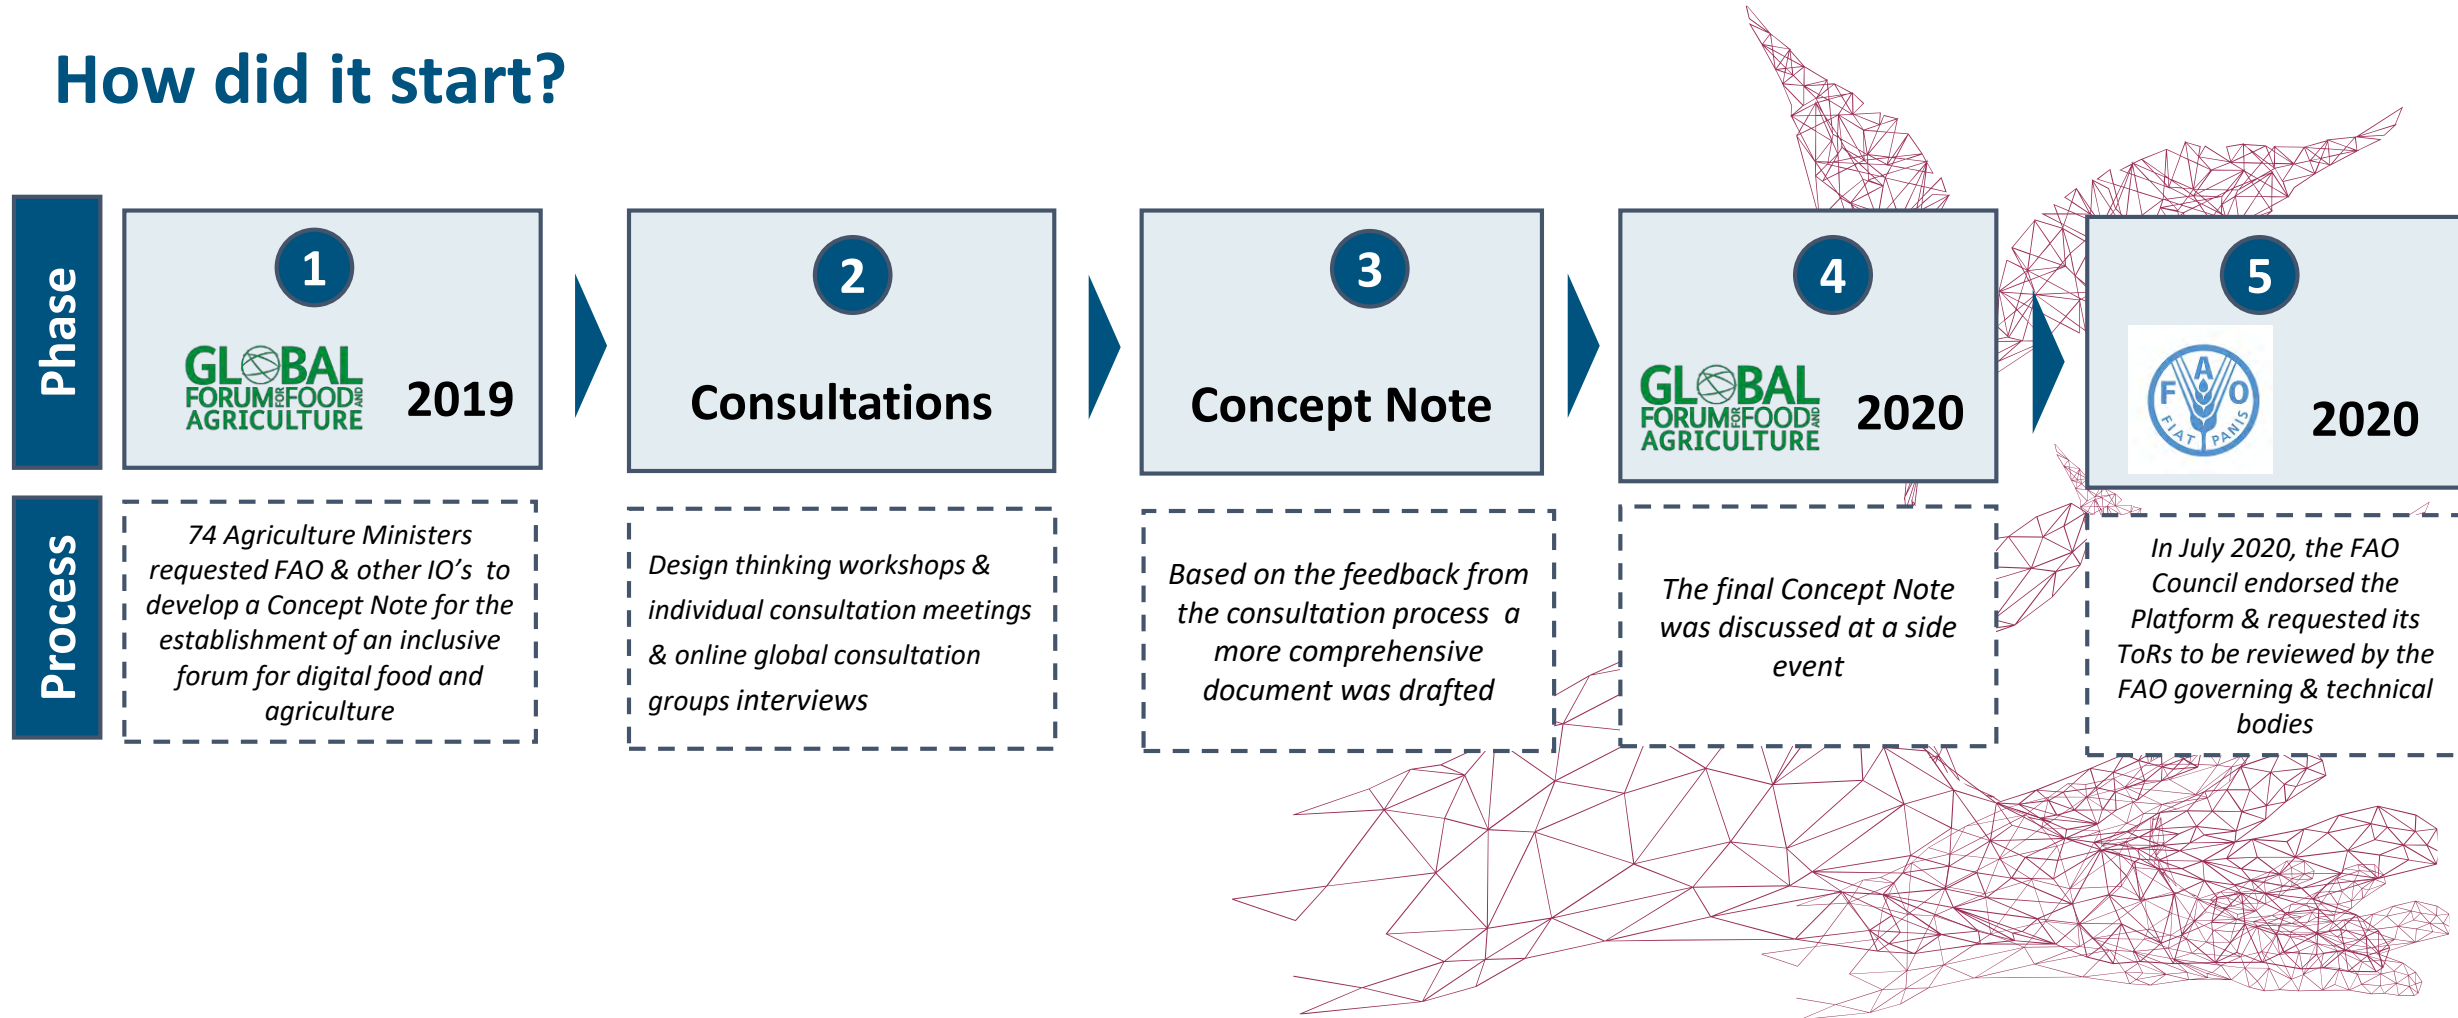 How did it start?
Phase
1
GLOBAL
FORUM FOR FOOD AND
AGRICULTURE
2019
2
Consultations
3
Concept Note
4
GLOBAL
FORUM FOR FOOD AND
AGRICULTURE
2020
5
F A O
FIAT PANIS
2020
Process
74 Agriculture Ministers
requested FAO & other IO’s to
develop a Concept Note for the
establishment of an inclusive
forum for digital food and
agriculture
Design thinking workshops &
individual consultation meetings
& online global consultation
groups interviews
Based on the feedback from
the consultation process a
more comprehensive
document was drafted
The final Concept Note
was discussed at a side
event
In July 2020, the FAO
Council endorsed the
Platform & requested its
ToRs to be reviewed by the
FAO governing & technical
bodies